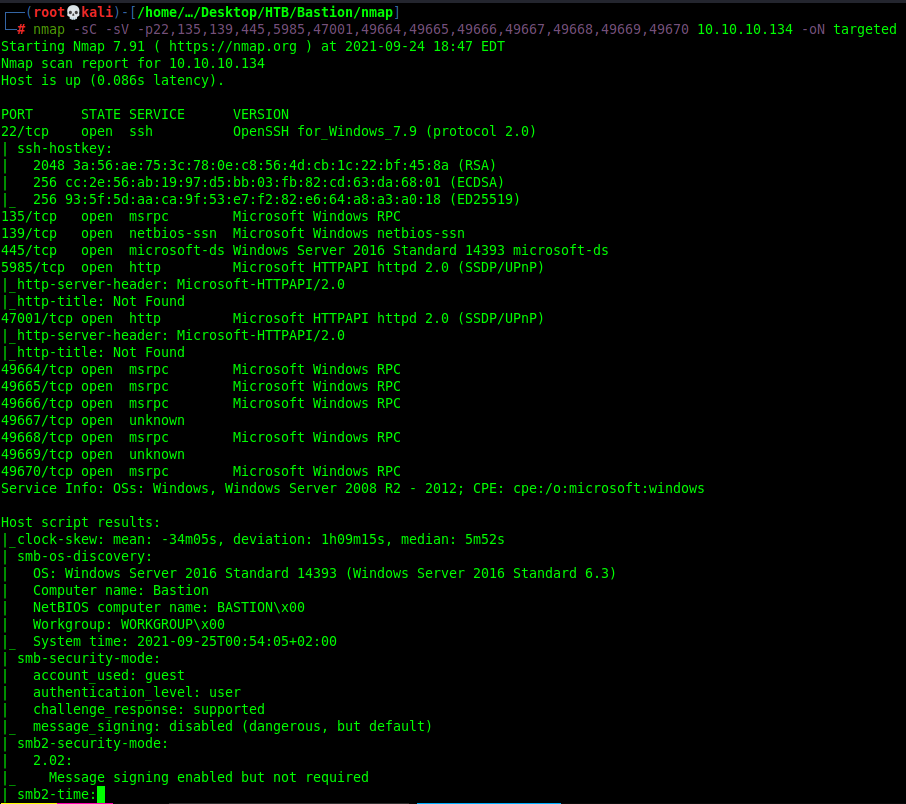 ┌──(root💀kali)-[/home/…/Desktop/HTB/Bastion/nmap]
└─# nmap -sC -sV -p22,135,139,445,5985,47001,49664,49665,49666,49667,49668,49669,49670 10.10.10.134 -oN targeted
Starting Nmap 7.91 ( https://nmap.org ) at 2021-09-24 18:47 EDT
Nmap scan report for 10.10.10.134
Host is up (0.086s latency).

PORT      STATE SERVICE      VERSION
22/tcp    open  ssh          OpenSSH for_Windows_7.9 (protocol 2.0)
| ssh-hostkey:
|   2048 3a:56:ae:75:3c:78:0e:c8:56:4d:cb:1c:22:bf:45:8a (RSA)
|   256 cc:2e:56:ab:19:97:d5:bb:03:fb:82:cd:63:da:68:01 (ECDSA)
|_  256 93:5f:5d:aa:ca:9f:53:e7:f2:82:e6:64:a8:a3:a0:18 (ED25519)
135/tcp   open  msrpc        Microsoft Windows RPC
139/tcp   open  netbios-ssn  Microsoft Windows netbios-ssn
445/tcp   open  microsoft-ds Windows Server 2016 Standard 14393 microsoft-ds
5985/tcp  open  http         Microsoft HTTPAPI httpd 2.0 (SSDP/UPnP)
|_http-server-header: Microsoft-HTTPAPI/2.0
|_http-title: Not Found
47001/tcp open  http         Microsoft HTTPAPI httpd 2.0 (SSDP/UPnP)
|_http-server-header: Microsoft-HTTPAPI/2.0
|_http-title: Not Found
49664/tcp open  msrpc        Microsoft Windows RPC
49665/tcp open  msrpc        Microsoft Windows RPC
49666/tcp open  msrpc        Microsoft Windows RPC
49667/tcp open  unknown
49668/tcp open  msrpc        Microsoft Windows RPC
49669/tcp open  unknown
49670/tcp open  msrpc        Microsoft Windows RPC
Service Info: OSs: Windows, Windows Server 2008 R2 - 2012; CPE: cpe:/o:microsoft:windows

Host script results:
|_clock-skew: mean: -34m05s, deviation: 1h09m15s, median: 5m52s
| smb-os-discovery:
|   OS: Windows Server 2016 Standard 14393 (Windows Server 2016 Standard 6.3)
|   Computer name: Bastion
|   NetBIOS computer name: BASTION\x00
|   Workgroup: WORKGROUP\x00
|_  System time: 2021-09-25T00:54:05+02:00
| smb-security-mode:
|   account_used: guest
|   authentication_level: user
|   challenge_response: supported
|_  message_signing: disabled (dangerous, but default)
| smb2-security-mode:
|   2.02:
|_    Message signing enabled but not required
| smb2-time: